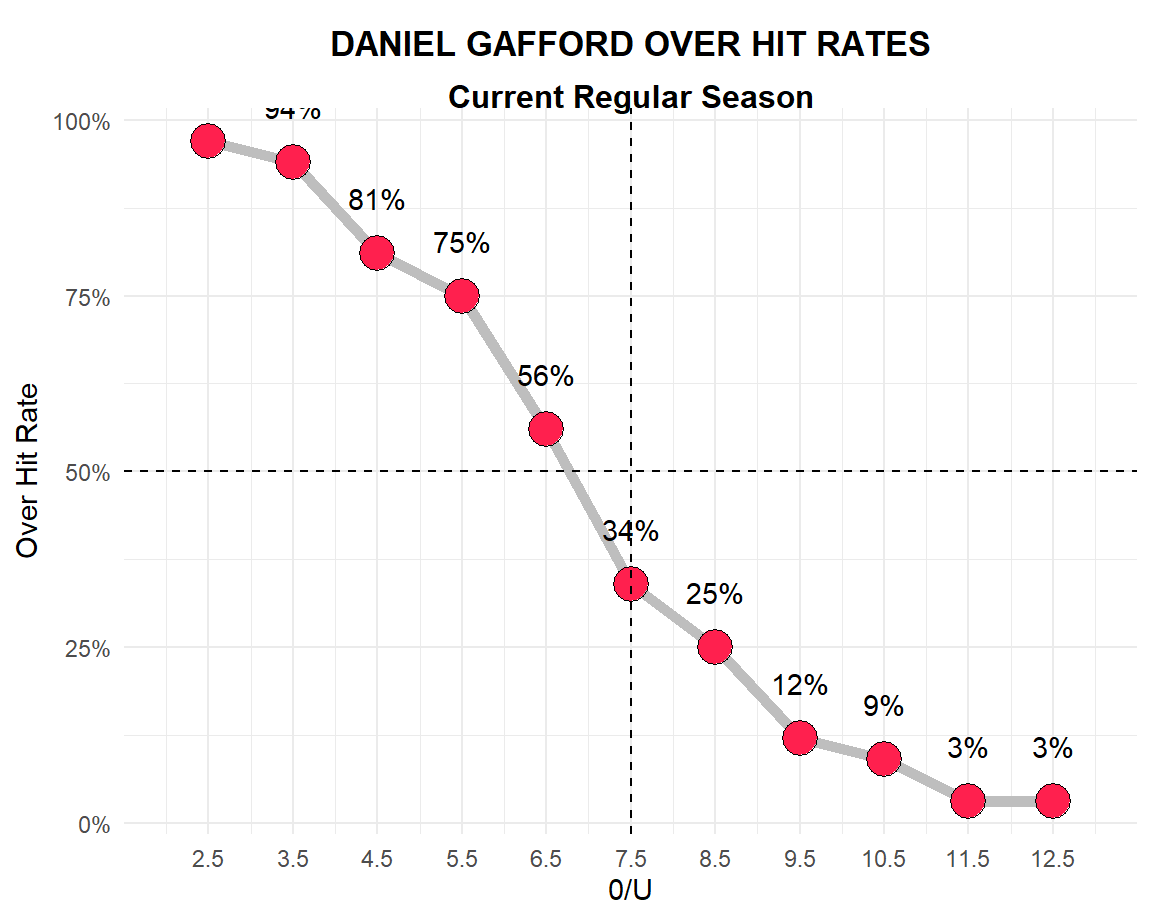 DANIEL GAFFORD OVER HIT RATES
Current Regular Season
94%
100%
81%
75%
75%
56%
Over Hit Rate
50%
34%
25%
25%
12%
9%
3% 3%
0%
2.5 3.5 4.5 5.5 6.5 7.5 8.5 9.5 10.5 11.5 12.5
0/U